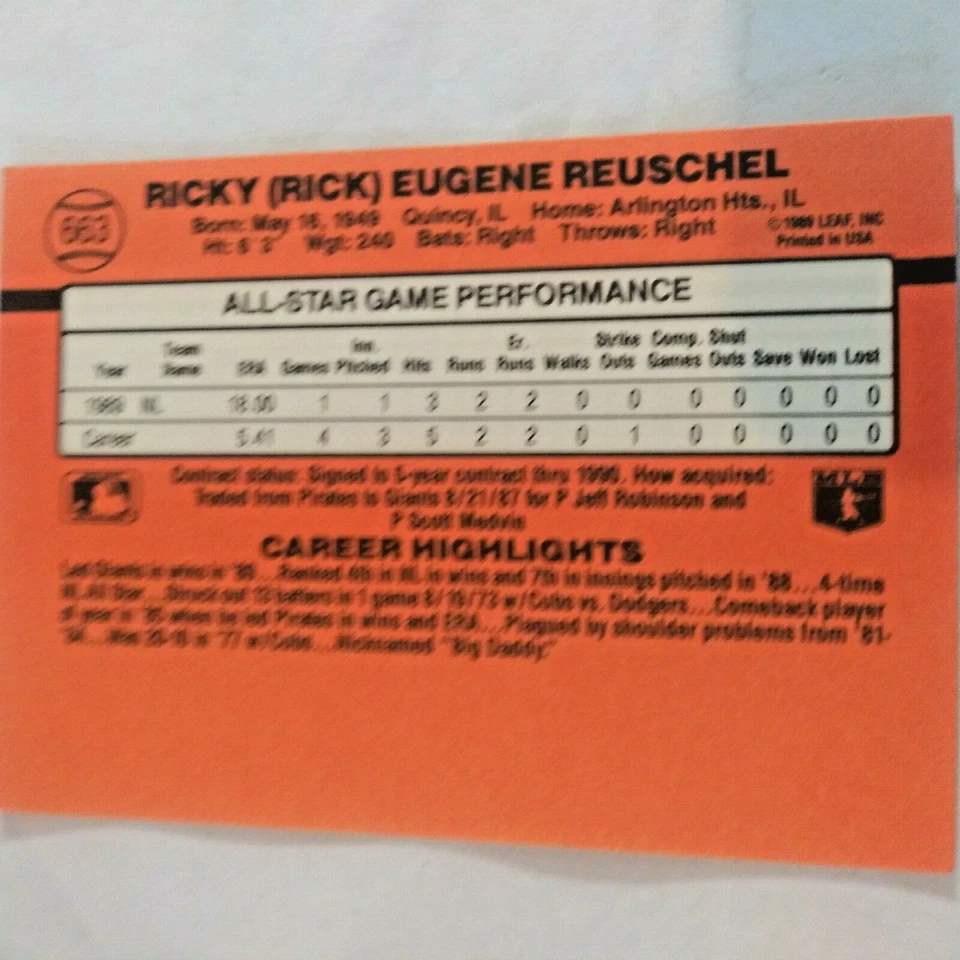 RICKY (RICK) EUGENE REUSCHEL
663
Born: May 16, 1949 Quincy, IL Home: Arlington Hts., IL
Ht: 6' 3" Wgt: 240 Bats: Right Throws: Right
© 1989 LEAF, INC
Printed in USA
ALL-STAR GAME PERFORMANCE
Team Inn. Er. Strike Comp. Shut
Year Name ERA Games Pitched Hits Runs Runs Walks Outs Games Outs Save Won Lost
1989 NL 18.00 1 1 3 2 2 0 0 0 0 0 0 0
Career 5.41 4 3 5 2 2 0 1 0 0 0 0 0
Contract status: Signed to 5-year contract thru 1990. How acquired:
Traded from Pirates to Giants 8/21/87 for P Jeff Robinson and
P Scott Medvin
MLB
CAREER HIGHLIGHTS
Led Giants in wins in '89...Ranked 4th in NL in wins and 7th in innings pitched in '88...4-time
NL All Star...Struck out 12 batters in 1 game 8/19/73 w/Cubs vs. Dodgers...Comeback player
of year in '85 when he led Pirates in wins and ERA...Plagued by shoulder problems from '81-
'84...Was 20-10 in '77 w/Cubs...Nicknamed "Big Daddy."